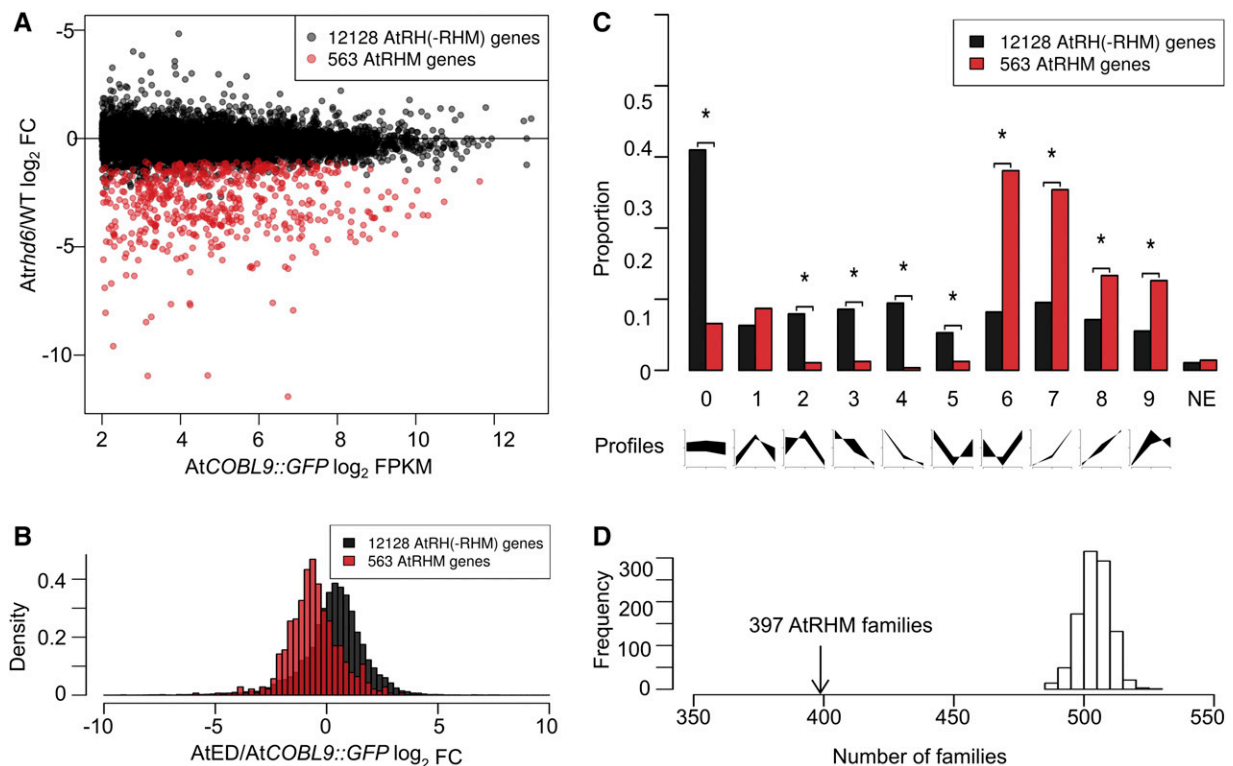 A
-5
0
-5
-10
Atrhd6/WT log2 FC
12128 AtRH(-RHM) genes
563 AtRHM genes
2 4 6 8 10 12
AtCOBL9::GFP log2 FPKM
B
12128 AtRH(-RHM) genes
563 AtRHM genes
Density
0.4
0.2
0
-10 -5 0 5 10
AtED/AtCOBL9::GFP log2 FC
C
12128 AtRH(-RHM) genes
563 AtRHM genes
Proportion
0.5
0.4
0.3
0.2
0.1
0
* * * * * * * * *
0 1 2 3 4 5 6 7 8 9 NE
Profiles
D
Frequency
300
200
100
0
397 AtRHM families
350 400 450 500 550
Number of families